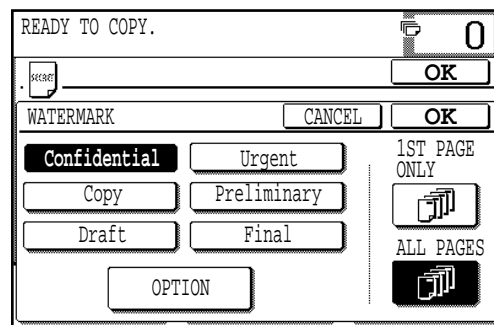 READY TO COPY.
0
SECRET
OK
WATERMARK
CANCEL
OK
Confidential
Urgent
Copy
Preliminary
Draft
Final
OPTION
1ST PAGE
ONLY
ALL PAGES